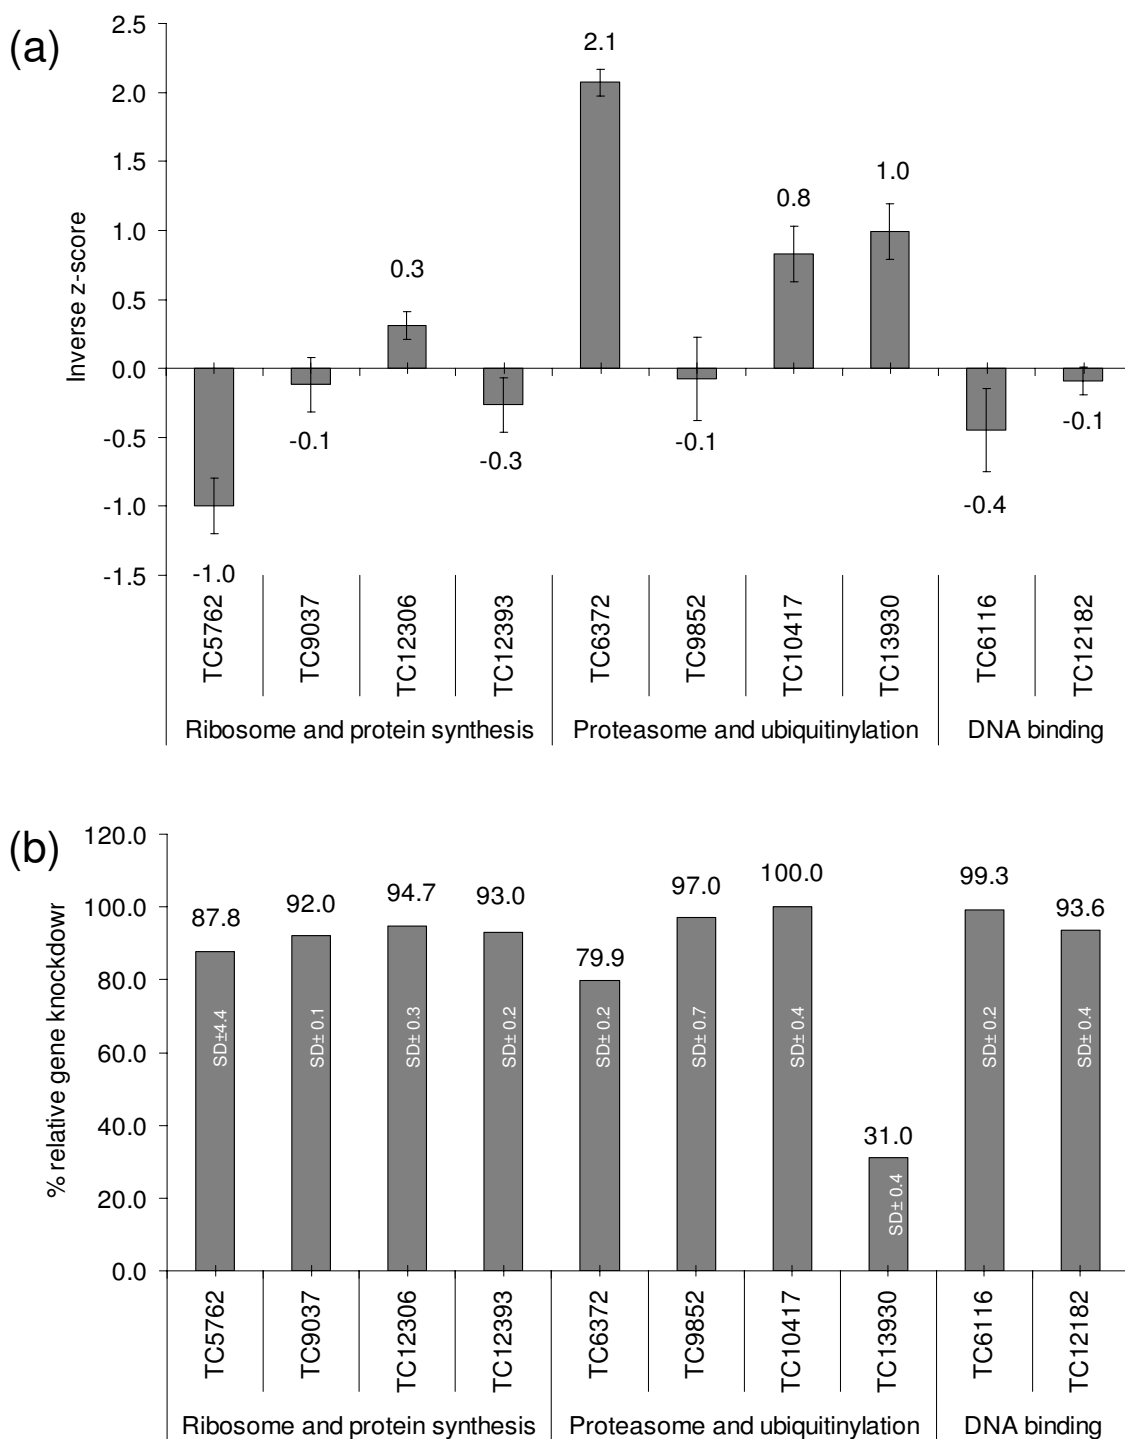 (a)
2.5
2.0
1.5
1.0
0.5
0.0
-0.5
-1.0
-1.5
Inverse z-score
-1.0
-0.1
0.3
-0.3
2.1
-0.1
0.8
1.0
-0.4
-0.1
TC5762
TC9037
TC12306
TC12393
TC6372
TC9852
TC10417
TC13930
TC6116
TC12182
Ribosome and protein synthesis
Proteasome and ubiquitinylation
DNA binding
(b)
120.0
100.0
80.0
60.0
40.0
20.0
0.0
% relative gene knockdowr
87.8
92.0
94.7
93.0
79.9
97.0
100.0
31.0
99.3
93.6
SD±4.4
SD± 0.1
SD± 0.3
SD± 0.2
SD± 0.2
SD± 0.7
SD± 0.4
SD± 0.4
SD± 0.2
SD± 0.4
TC5762
TC9037
TC12306
TC12393
TC6372
TC9852
TC10417
TC13930
TC6116
TC12182
Ribosome and protein synthesis
Proteasome and ubiquitinylation
DNA binding